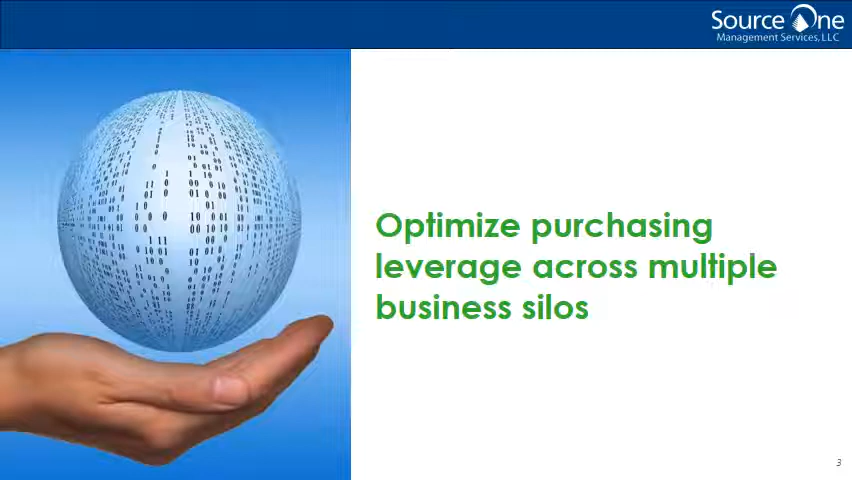 Source One
Management Services, LLC
Optimize purchasing
leverage across multiple
business silos
3